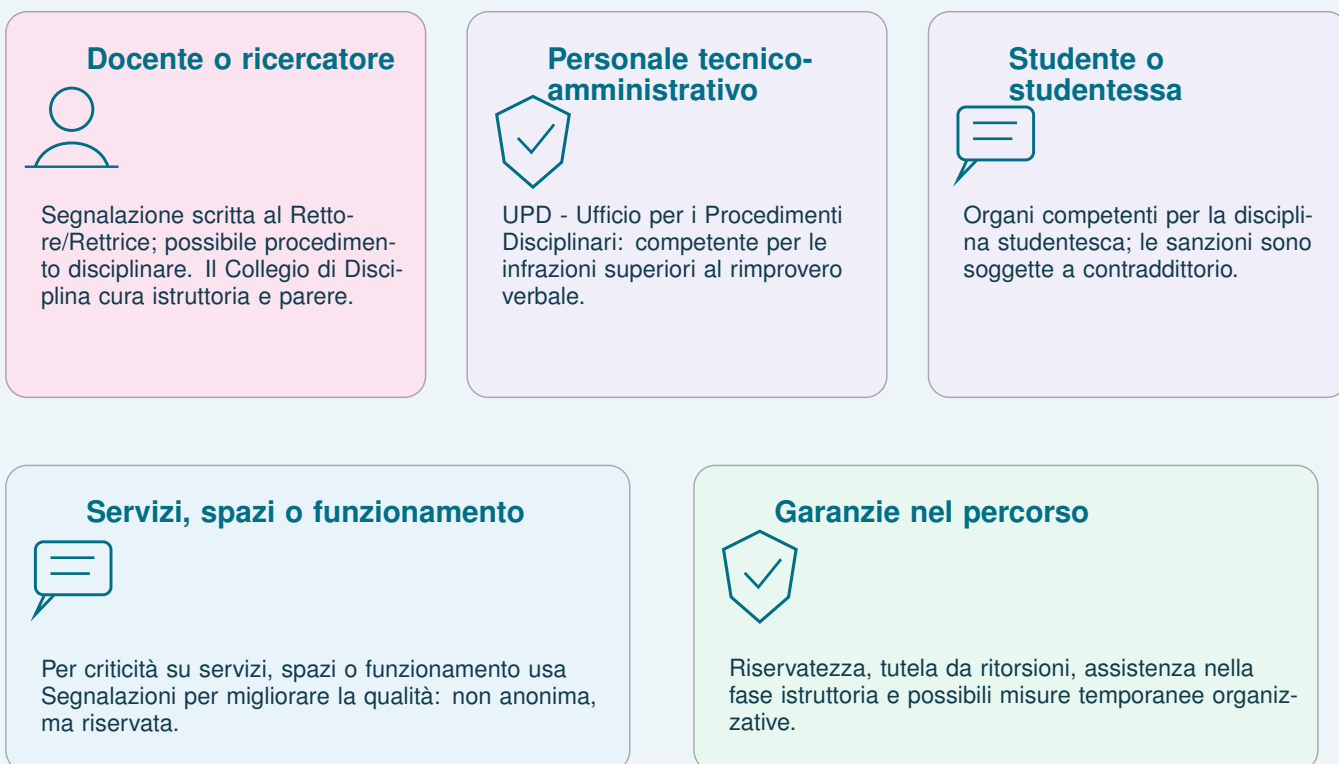 Docente o ricercatore
Segnalazione scritta al Retto-
re/Rettrice; possibile procedimen-
to disciplinare. Il Collegio di Disci-
plina cura istruttoria e parere.
Personale tecnico-
amministrativo
UPD - Ufficio per i Procedimenti
Disciplinari: competente per le
infrazioni superiori al rimprovero
verbale.
Studente o
studentessa
Organi competenti per la discipli-
na studentesca; le sanzioni sono
soggette a contraddittorio.
Servizi, spazi o funzionamento
Per criticità su servizi, spazi o funzionamento usa
Segnalazioni per migliorare la qualità: non anonima,
ma riservata.
Garanzie nel percorso
Riservatezza, tutela da ritorsioni, assistenza nella
fase istruttoria e possibili misure temporanee organiz-
zative.